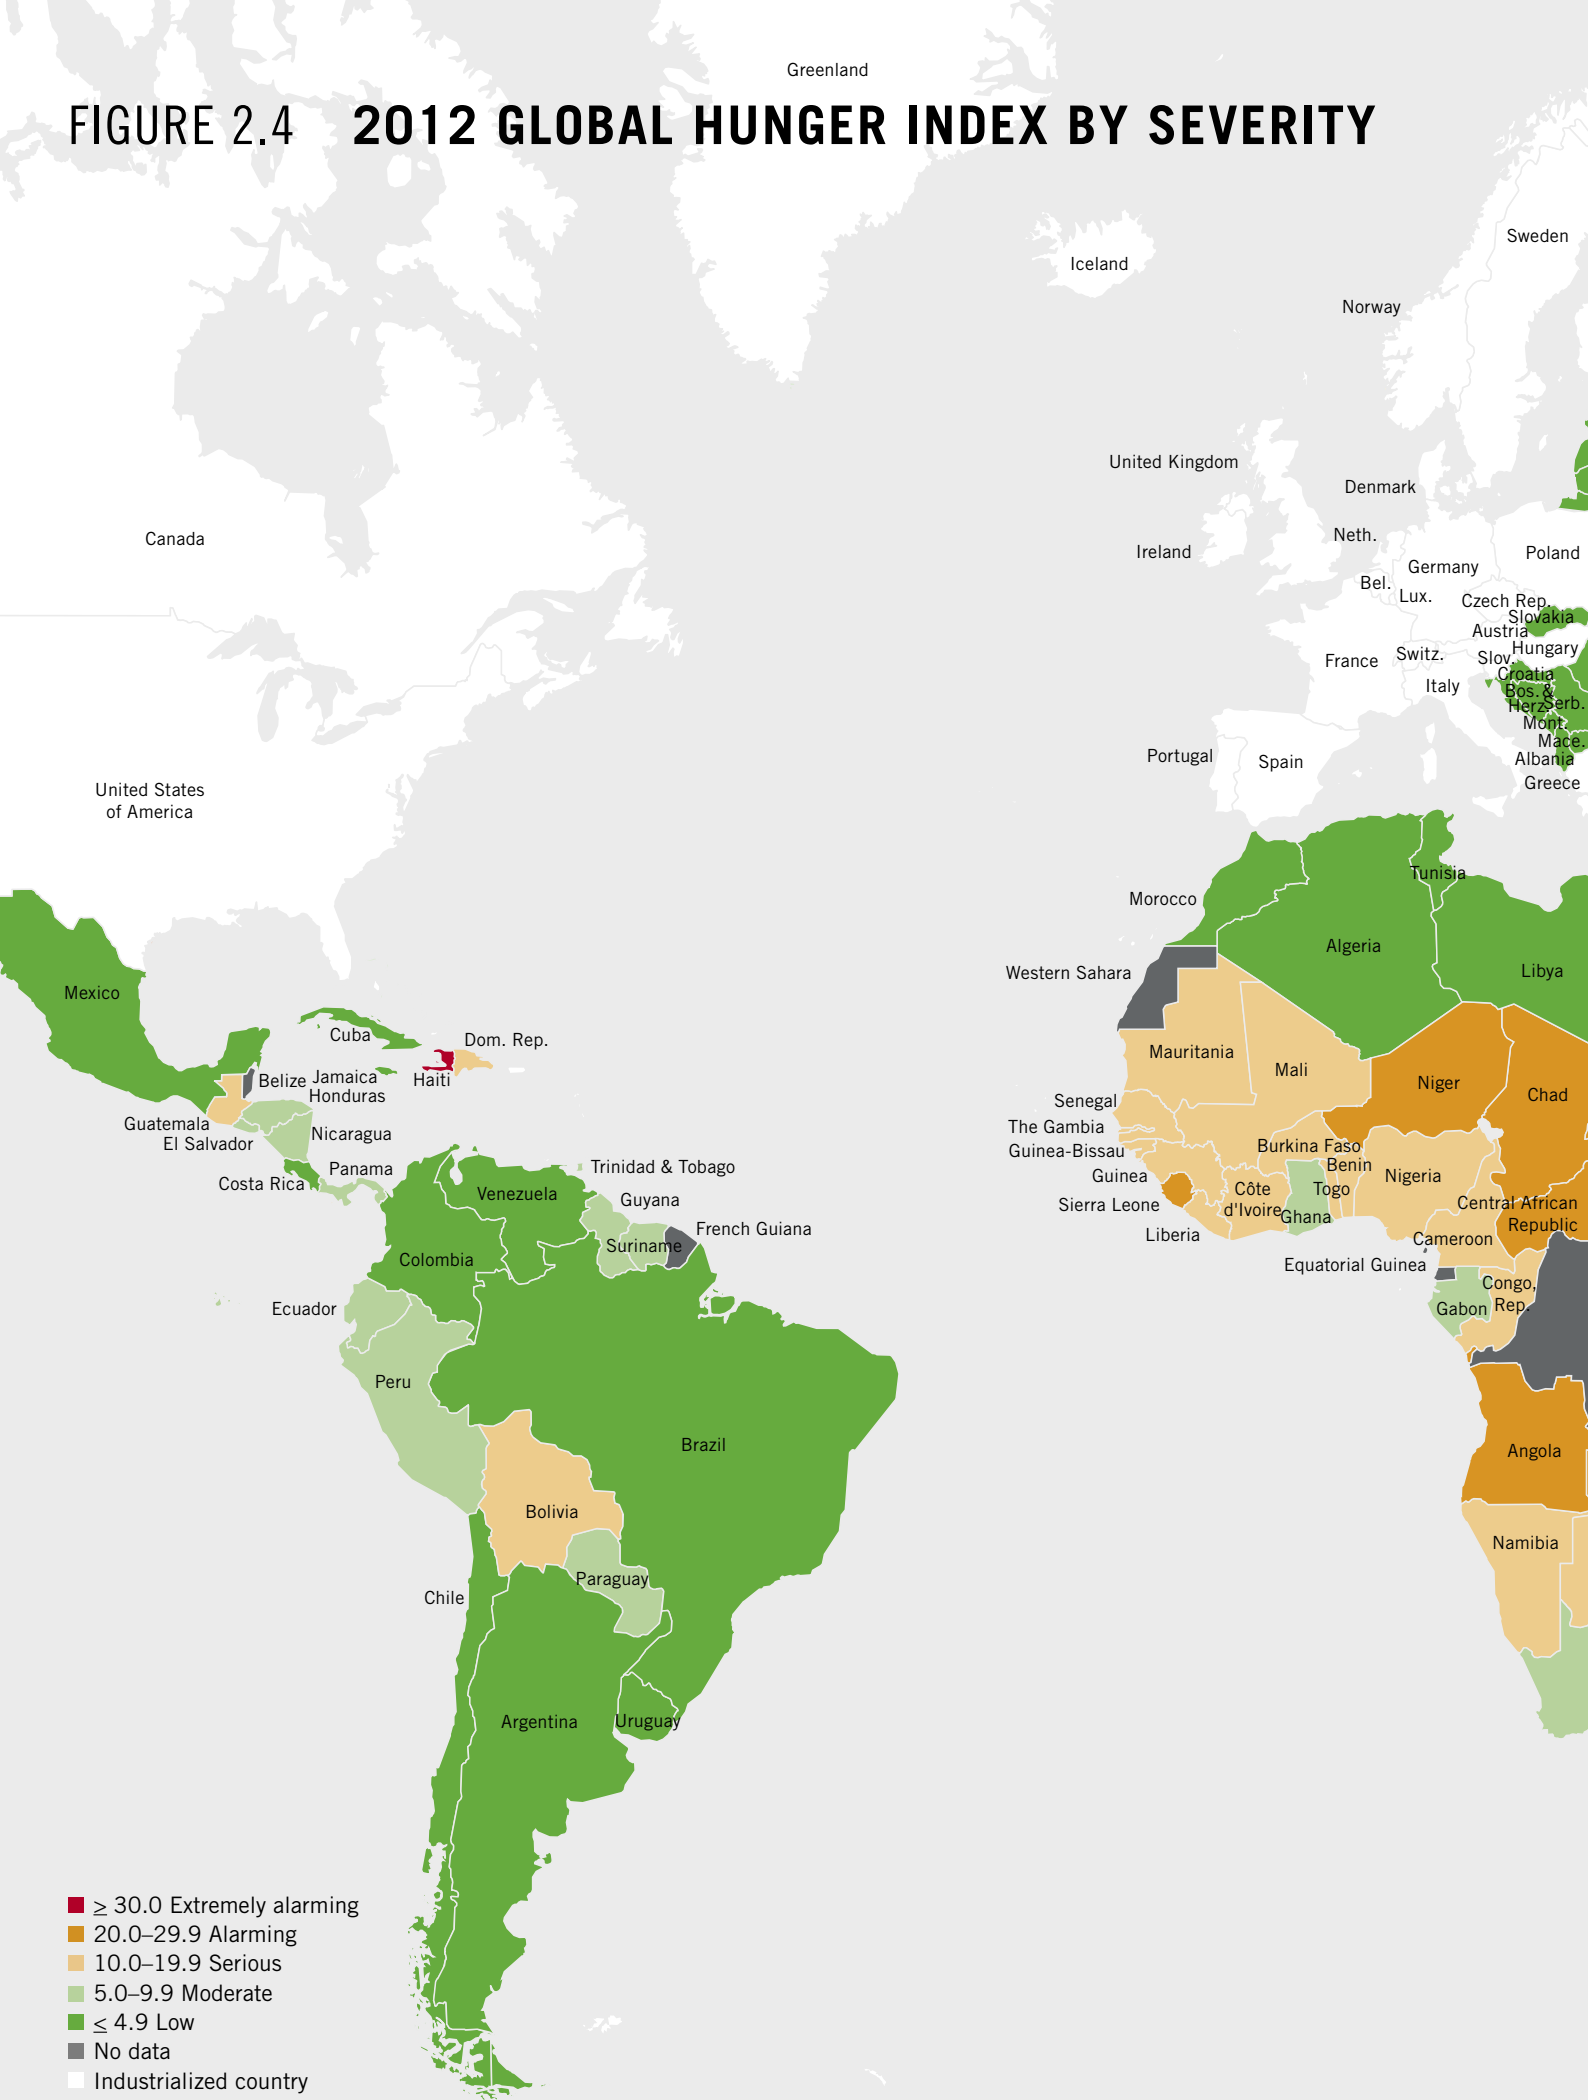 Greenland
FIGURE 2.4 2012 GLOBAL HUNGER INDEX BY SEVERITY
Sweden
Iceland
Norway
United Kingdom
Denmark
Neth.
Canada
Ireland
Poland
Germany
Bel.
Lux.
Czech Rep.
Slovakia
Austria
Hungary
Switz.
Slov.
France
Croatia
Italy
Bos.&
Herz.
Serb.
Mont.
Mace.
Portugal
Spain
Albania
Greece
United States
of America
Tunisia
Morocco
Algeria
Western Sahara
Libya
Mexico
Cuba
Dom. Rep.
Mauritania
Mali
Belize
Jamaica
Haiti
Niger
Honduras
Chad
Senegal
Guatemala
The Gambia
El Salvador
Nicaragua
Burkina Faso
Guinea-Bissau
Panama
Trinidad & Tobago
Benin
Costa Rica
Guinea
Nigeria
Venezuela
Côte
d'Ivoire
Togo
Guyana
Sierra Leone
Central African
Republic
Ghana
French Guiana
Liberia
Suriname
Cameroon
Colombia
Equatorial Guinea
Congo,
Rep.
Ecuador
Gabon
Peru
Brazil
Angola
Bolivia
Namibia
Paraguay
Chile
Argentina
Uruguay
≥ 30.0 Extremely alarming
20.0–29.9 Alarming
10.0–19.9 Serious
5.0–9.9 Moderate
≤ 4.9 Low
No data
Industrialized country